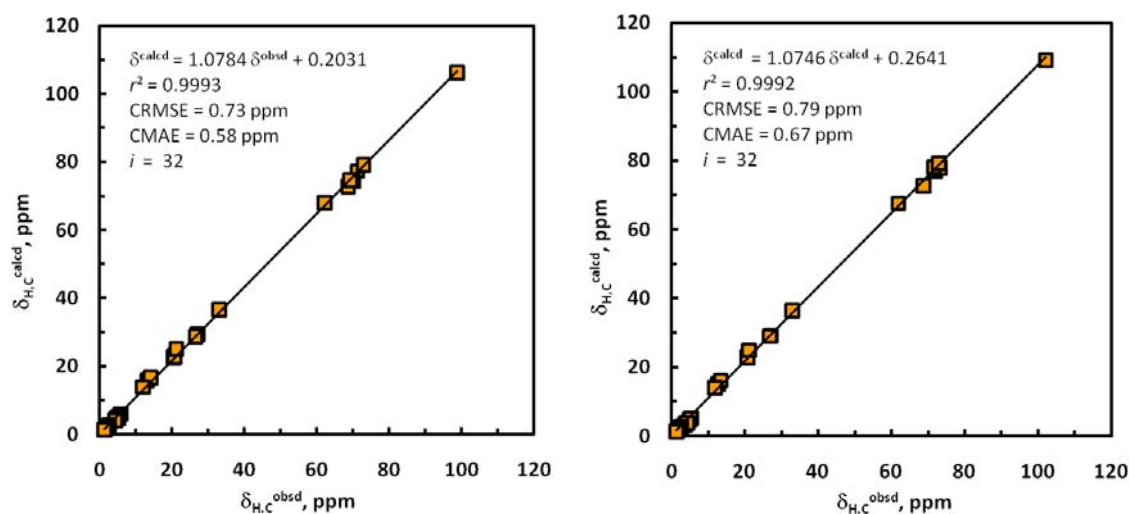 120
100
80
60
40
20
0
δH,Ccalcd, ppm
δcalcd = 1.0784 δobsd + 0.2031
r² = 0.9993
CRMSE = 0.73 ppm
CMAE = 0.58 ppm
i = 32
0 20 40 60 80 100 120
δH,Cobsd, ppm
120
100
80
60
40
20
0
δH,Ccalcd, ppm
δcalcd = 1.0746 δcalcd + 0.2641
r² = 0.9992
CRMSE = 0.79 ppm
CMAE = 0.67 ppm
i = 32
0 20 40 60 80 100 120
δH,Cobsd, ppm